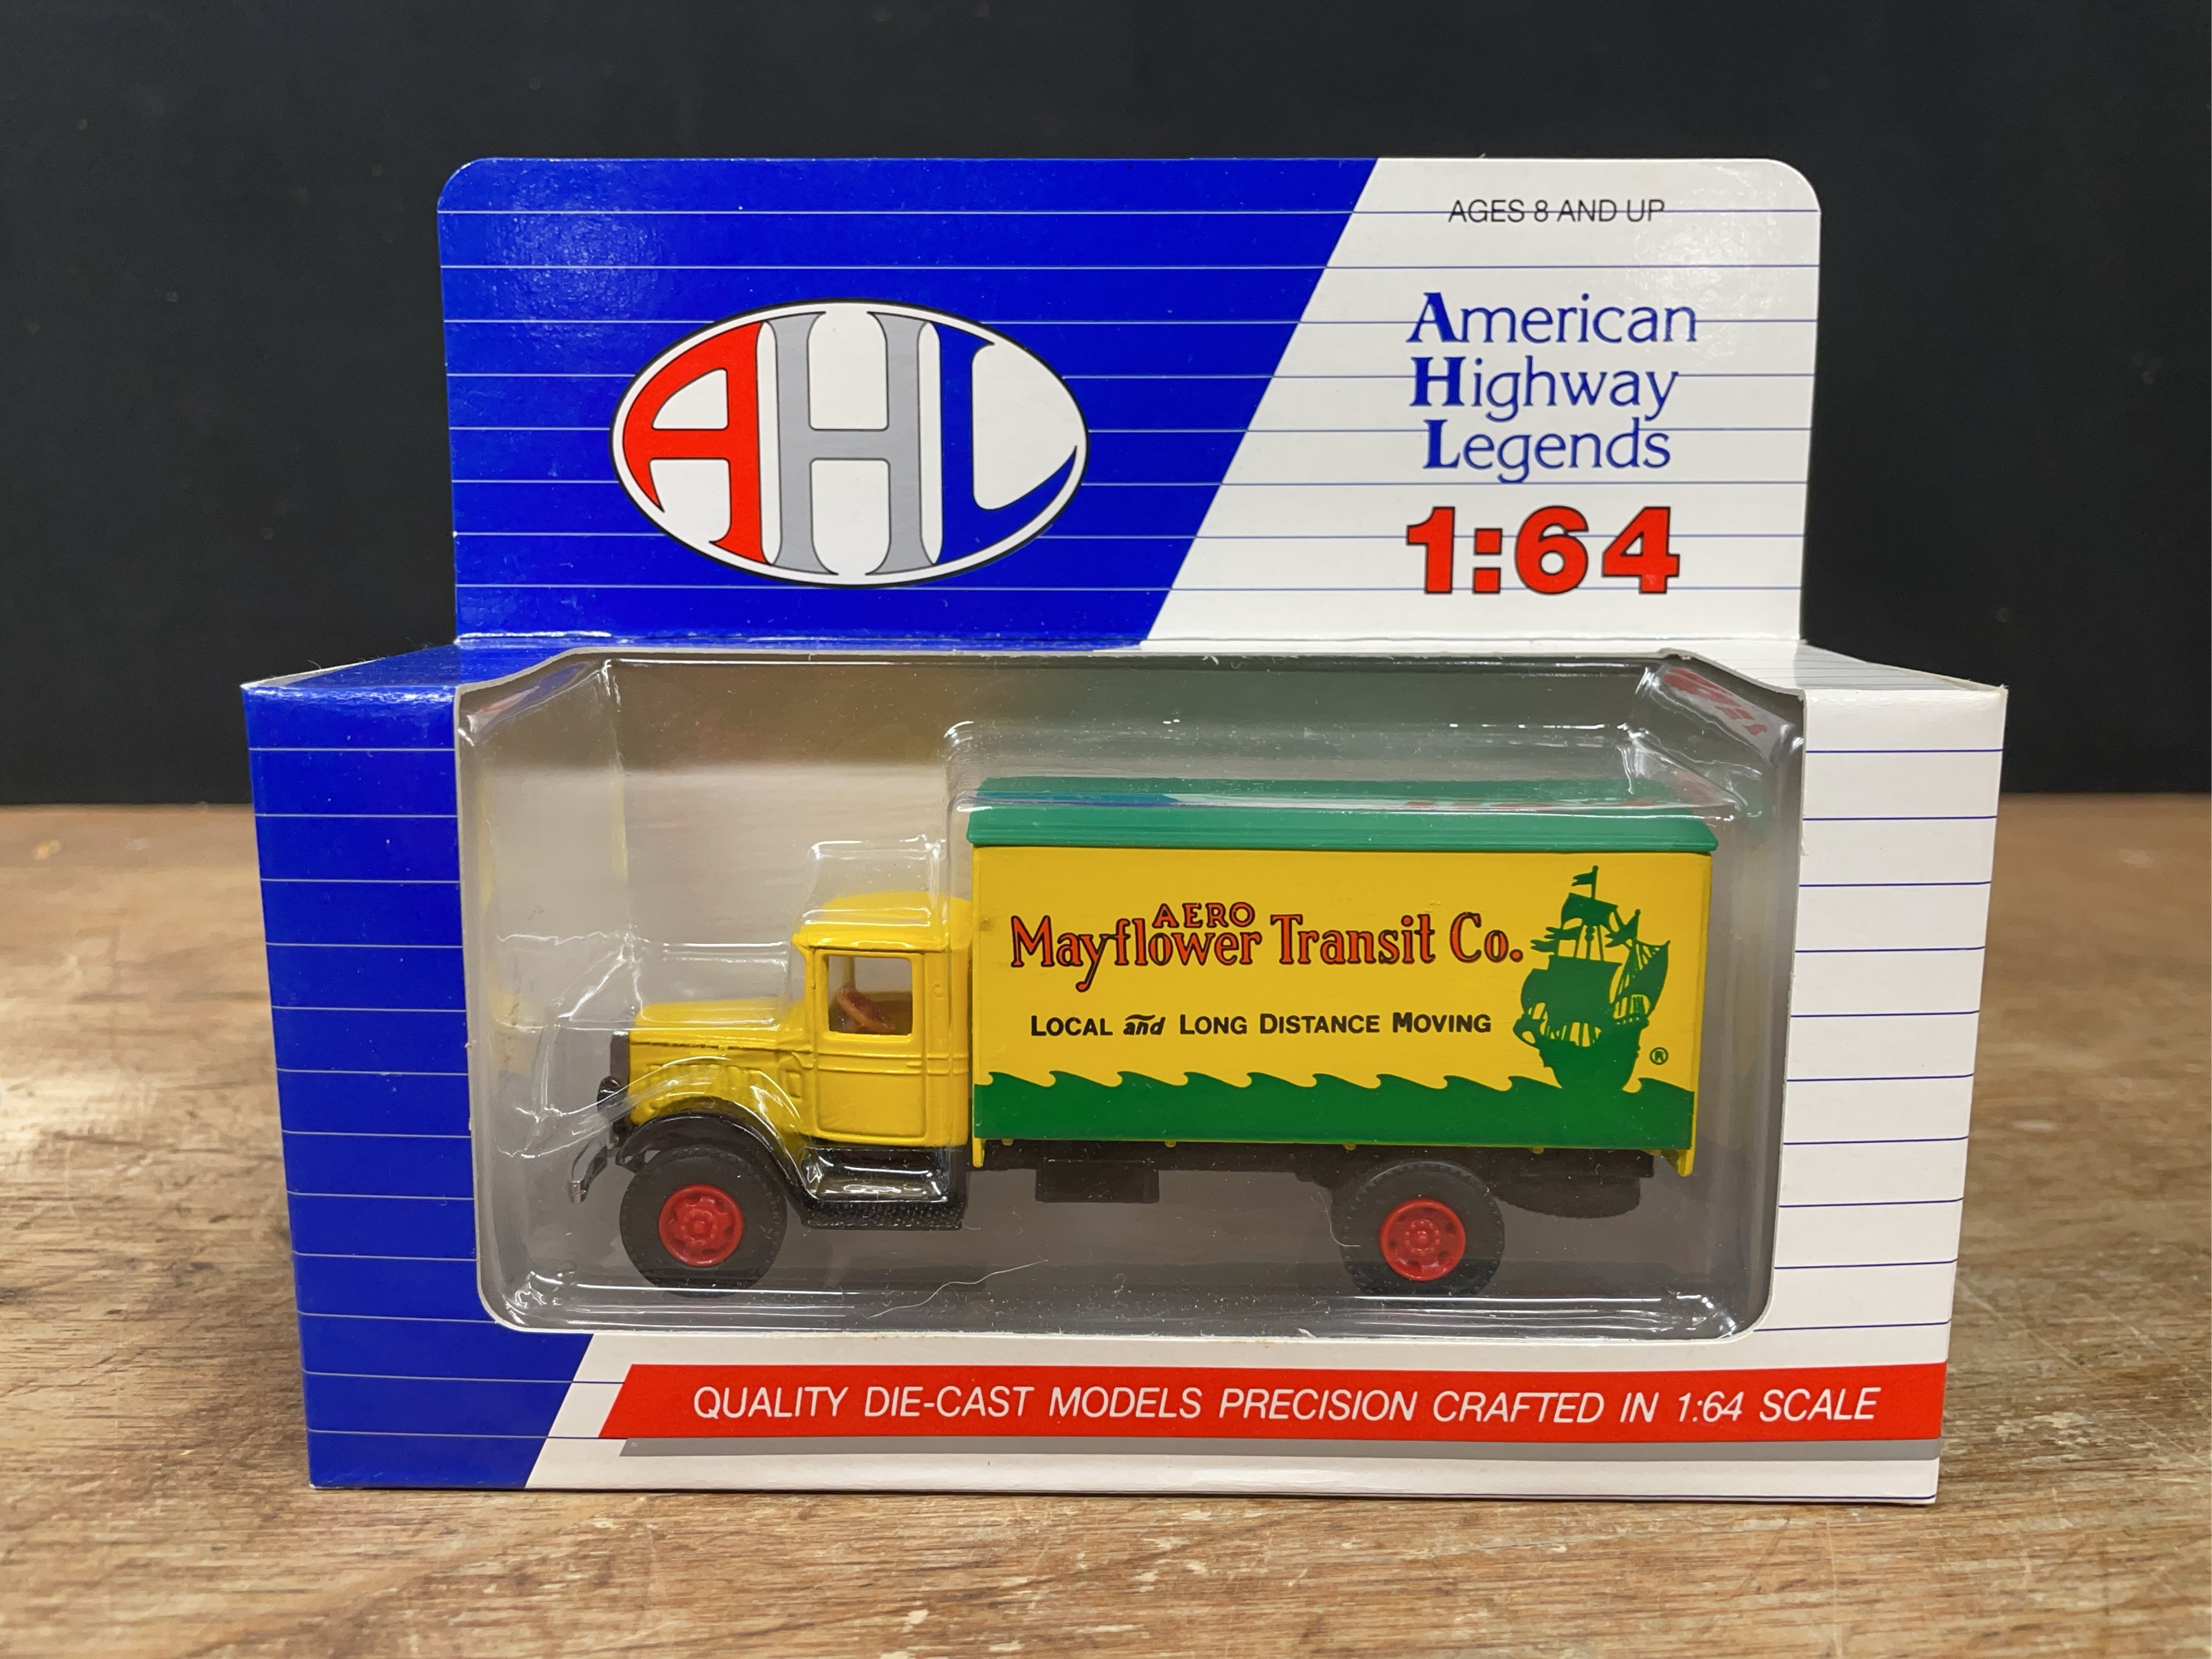 AGES 8 AND UP
AHL
American
Highway
Legends
1:64
AERO
Mayflower Transit Co.
LOCAL and LONG DISTANCE MOVING
®
QUALITY DIE-CAST MODELS PRECISION CRAFTED IN 1:64 SCALE